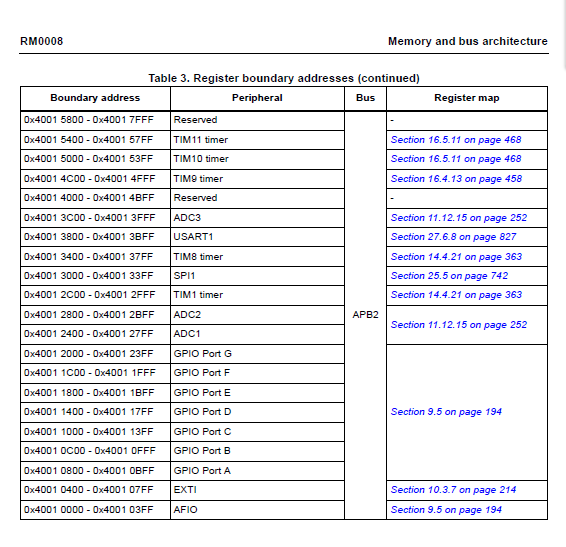 RM0008 Memory and bus architecture
Table 3. Register boundary addresses (continued)
Boundary address Peripheral Bus Register map
0x4001 5800 - 0x4001 7FFF Reserved -
0x4001 5400 - 0x4001 57FF TIM11 timer Section 16.5.11 on page 468
0x4001 5000 - 0x4001 53FF TIM10 timer Section 16.5.11 on page 468
0x4001 4C00 - 0x4001 4FFF TIM9 timer Section 16.4.13 on page 458
0x4001 4000 - 0x4001 4BFF Reserved -
0x4001 3C00 - 0x4001 3FFF ADC3 Section 11.12.15 on page 252
0x4001 3800 - 0x4001 3BFF USART1 Section 27.6.8 on page 827
0x4001 3400 - 0x4001 37FF TIM8 timer Section 14.4.21 on page 363
0x4001 3000 - 0x4001 33FF SPI1 Section 25.5 on page 742
0x4001 2C00 - 0x4001 2FFF TIM1 timer Section 14.4.21 on page 363
0x4001 2800 - 0x4001 2BFF ADC2 APB2 Section 11.12.15 on page 252
0x4001 2400 - 0x4001 27FF ADC1
0x4001 2000 - 0x4001 23FF GPIO Port G
0x4001 1C00 - 0x4001 1FFF GPIO Port F
0x4001 1800 - 0x4001 1BFF GPIO Port E
0x4001 1400 - 0x4001 17FF GPIO Port D Section 9.5 on page 194
0x4001 1000 - 0x4001 13FF GPIO Port C
0x4001 0C00 - 0x4001 0FFF GPIO Port B
0x4001 0800 - 0x4001 0BFF GPIO Port A
0x4001 0400 - 0x4001 07FF EXTI Section 10.3.7 on page 214
0x4001 0000 - 0x4001 03FF AFIO Section 9.5 on page 194